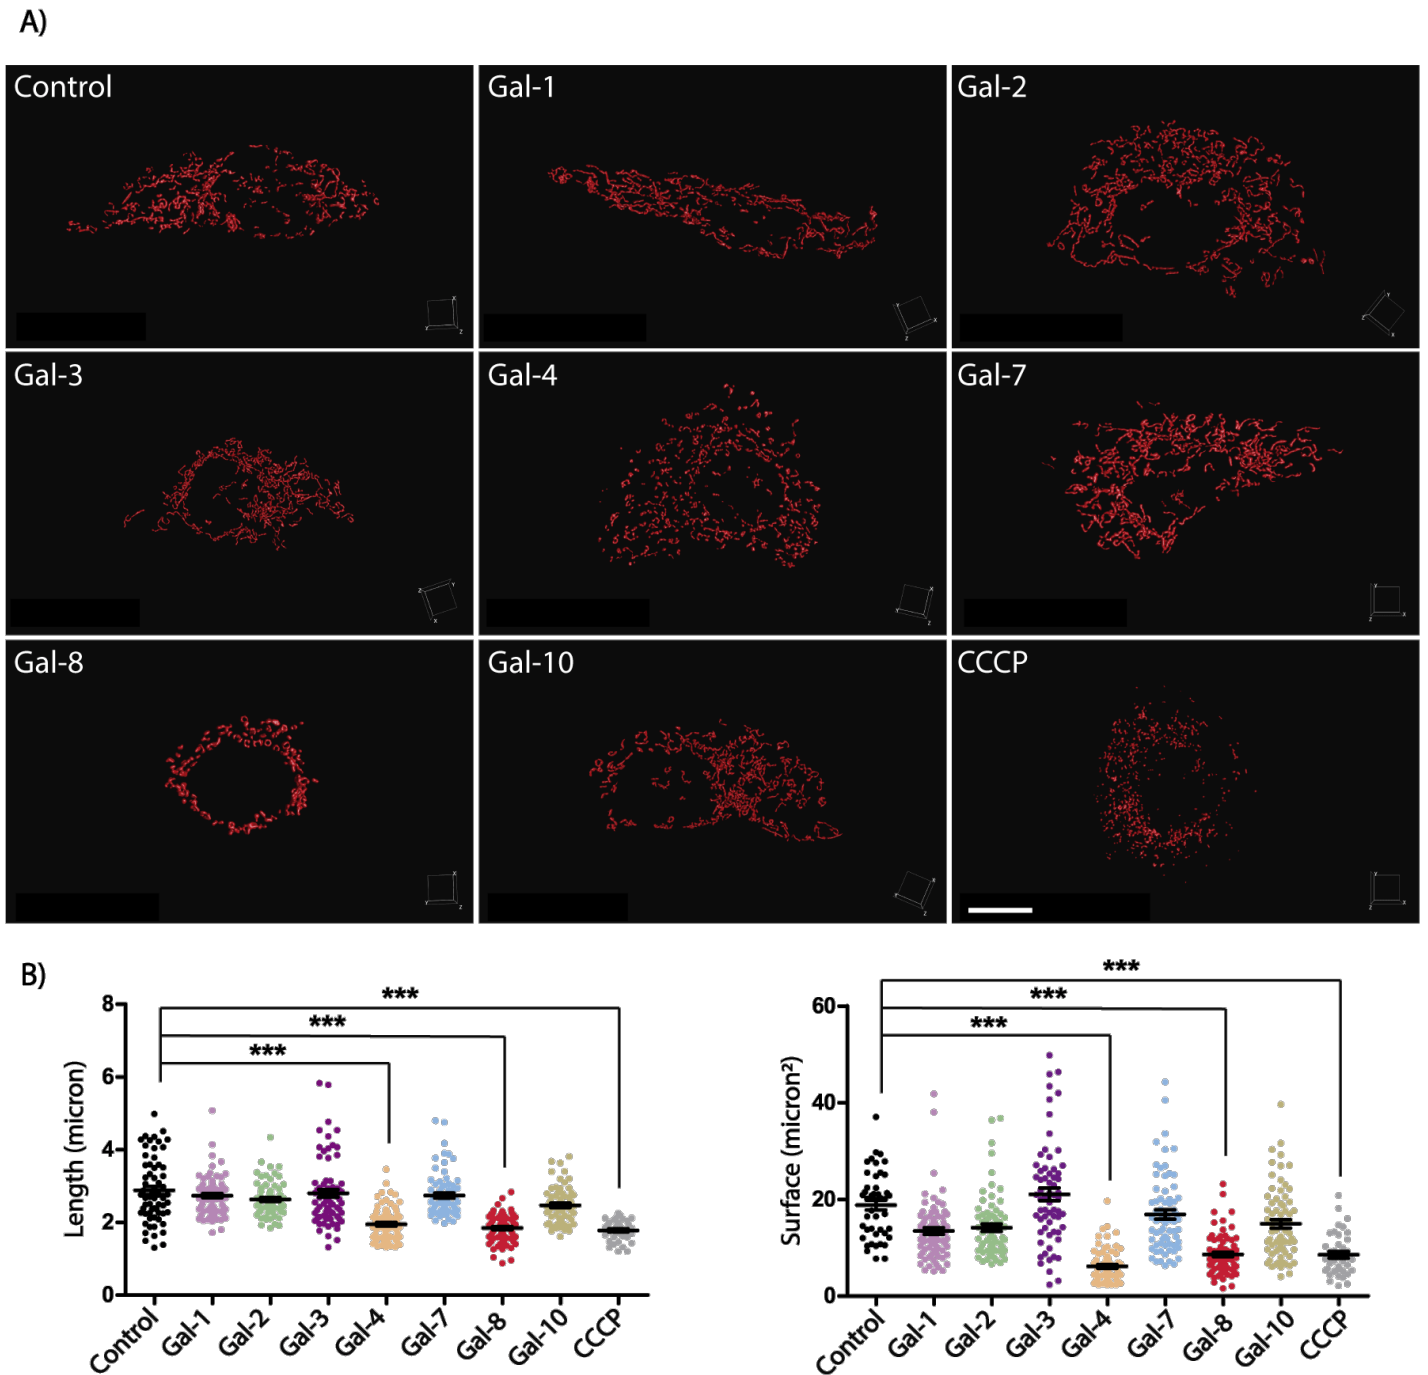 A)
Control
Gal-1
Gal-2
Gal-3
Gal-4
Gal-7
Gal-8
Gal-10
CCCP
B)
***
***
***
8
6
4
2
0
Length (micron)
Control
Gal-1
Gal-2
Gal-3
Gal-4
Gal-7
Gal-8
Gal-10
CCCP
***
***
***
60
40
20
0
Surface (micron²)
Control
Gal-1
Gal-2
Gal-3
Gal-4
Gal-7
Gal-8
Gal-10
CCCP